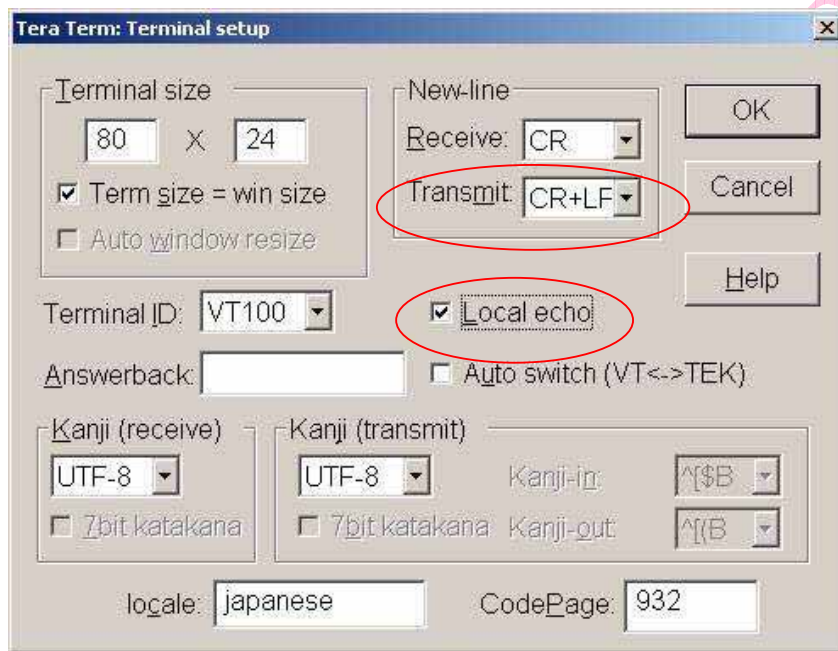 Tera Term: Terminal setup
Terminal size
80 X 24
Term size = win size
Auto window resize
New-line
Receive: CR
Transmit: CR+LF
OK
Cancel
Help
Terminal ID: VT100
Local echo
Answerback:
Auto switch (VT<->TEK)
Kanji (receive)
UTF-8
7bit katakana
Kanji (transmit)
UTF-8
7bit katakana
Kanji-in: ^[$B
Kanji-out: ^[(B
locale: japanese
CodePage: 932